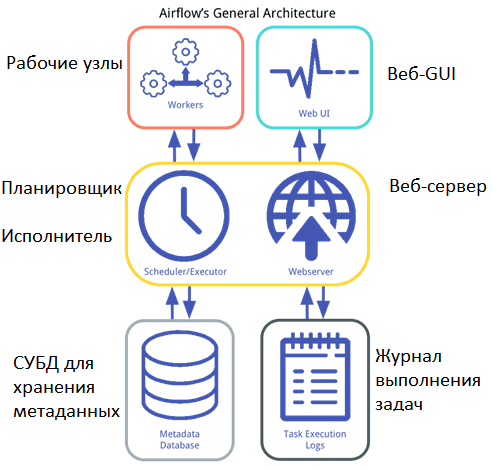 Airflow's General Architecture
Рабочие узлы
Workers
Web UI
Веб-GUI
Планировщик
Исполнитель
Scheduler/Executor
Webserver
Веб-сервер
СУБД для
хранения
метаданных
Metadata
Database
Task Execution
Logs
Журнал
выполнения
задач